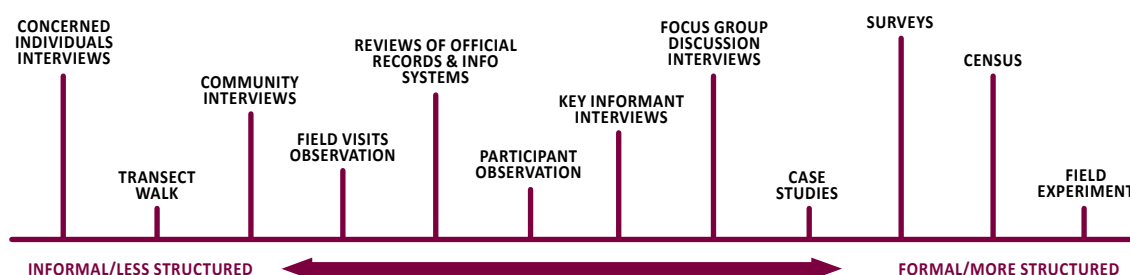 CONCERNED
INDIVIDUALS
INTERVIEWS
TRANSECT
WALK
COMMUNITY
INTERVIEWS
FIELD VISITS
OBSERVATION
REVIEWS OF OFFICIAL
RECORDS & INFO
SYSTEMS
PARTICIPANT
OBSERVATION
KEY INFORMANT
INTERVIEWS
FOCUS GROUP
DISCUSSION
INTERVIEWS
CASE
STUDIES
SURVEYS
CENSUS
FIELD
EXPERIMENT
INFORMAL/LESS STRUCTURED
FORMAL/MORE STRUCTURED